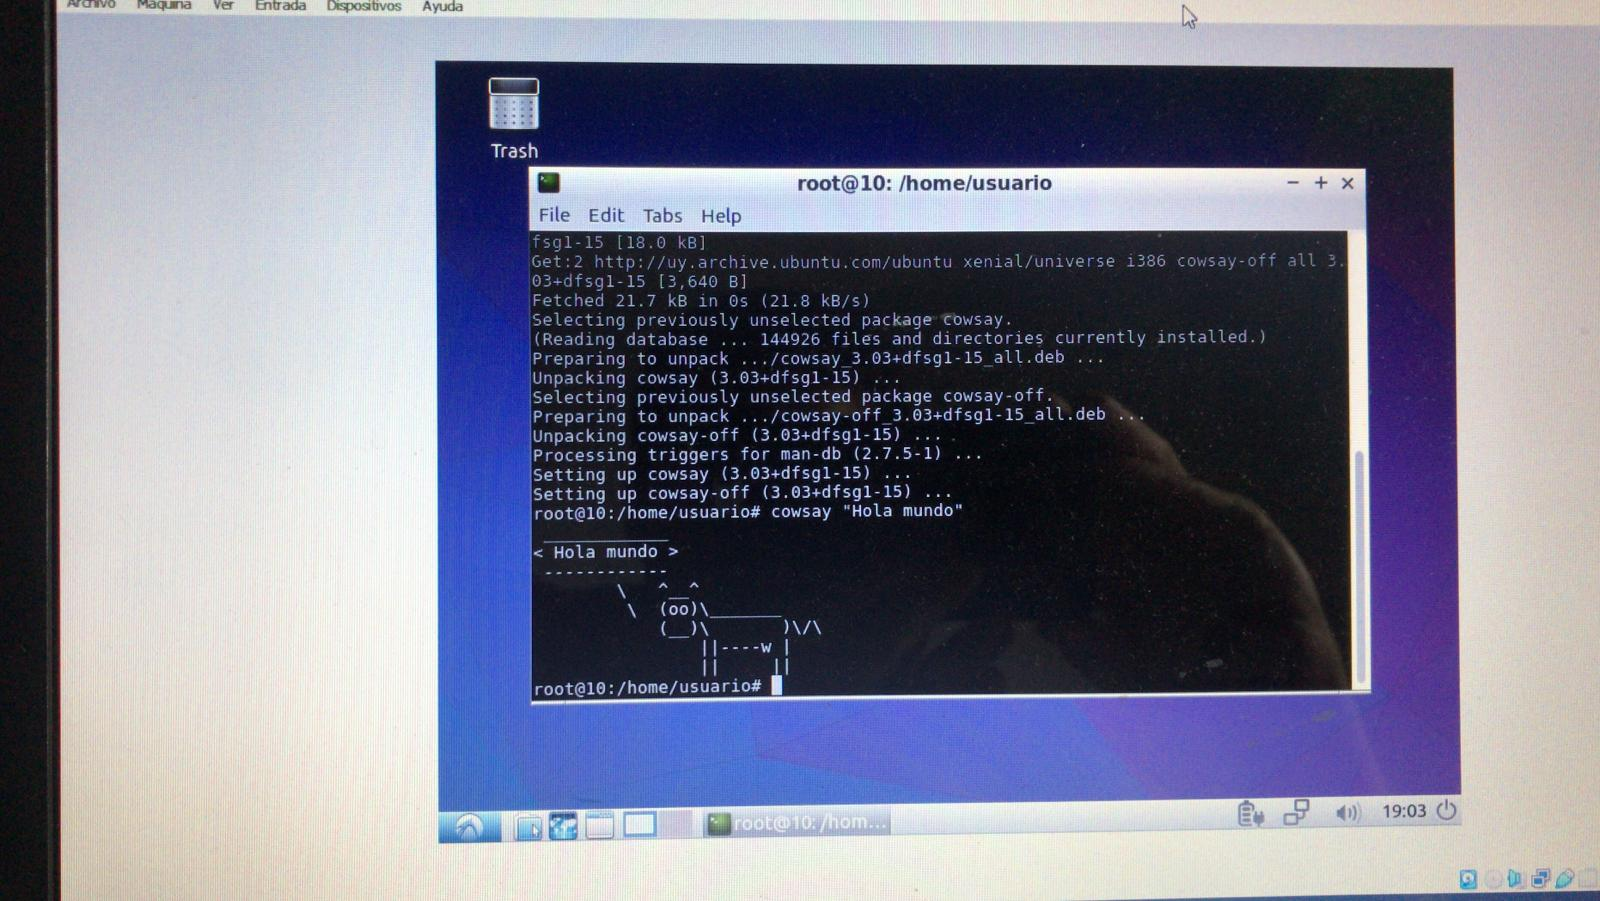 Archivo Maquina Ver Entrada Dispositivos Ayuda
Trash
root@10: /home/usuario
File Edit Tabs Help
fsg1-15 [18.0 kB]
Get:2 http://uy.archive.ubuntu.com/ubuntu xenial/universe i386 cowsay-off all 3.
03+dfsg1-15 [3,640 B]
Fetched 21.7 kB in 0s (21.8 kB/s)
Selecting previously unselected package cowsay.
(Reading database ... 144926 files and directories currently installed.)
Preparing to unpack .../cowsay_3.03+dfsg1-15_all.deb ...
Unpacking cowsay (3.03+dfsg1-15) ...
Selecting previously unselected package cowsay-off.
Preparing to unpack .../cowsay-off_3.03+dfsg1-15_all.deb ...
Unpacking cowsay-off (3.03+dfsg1-15) ...
Processing triggers for man-db (2.7.5-1) ...
Setting up cowsay (3.03+dfsg1-15) ...
Setting up cowsay-off (3.03+dfsg1-15) ...
root@10:/home/usuario# cowsay "Hola mundo"
 ____________
< Hola mundo >
 ------------
        \   ^__^
         \  (oo)\_______
            (__)\       )\/\
                ||----w |
                ||     ||
root@10:/home/usuario#
root@10: /hom...
19:03